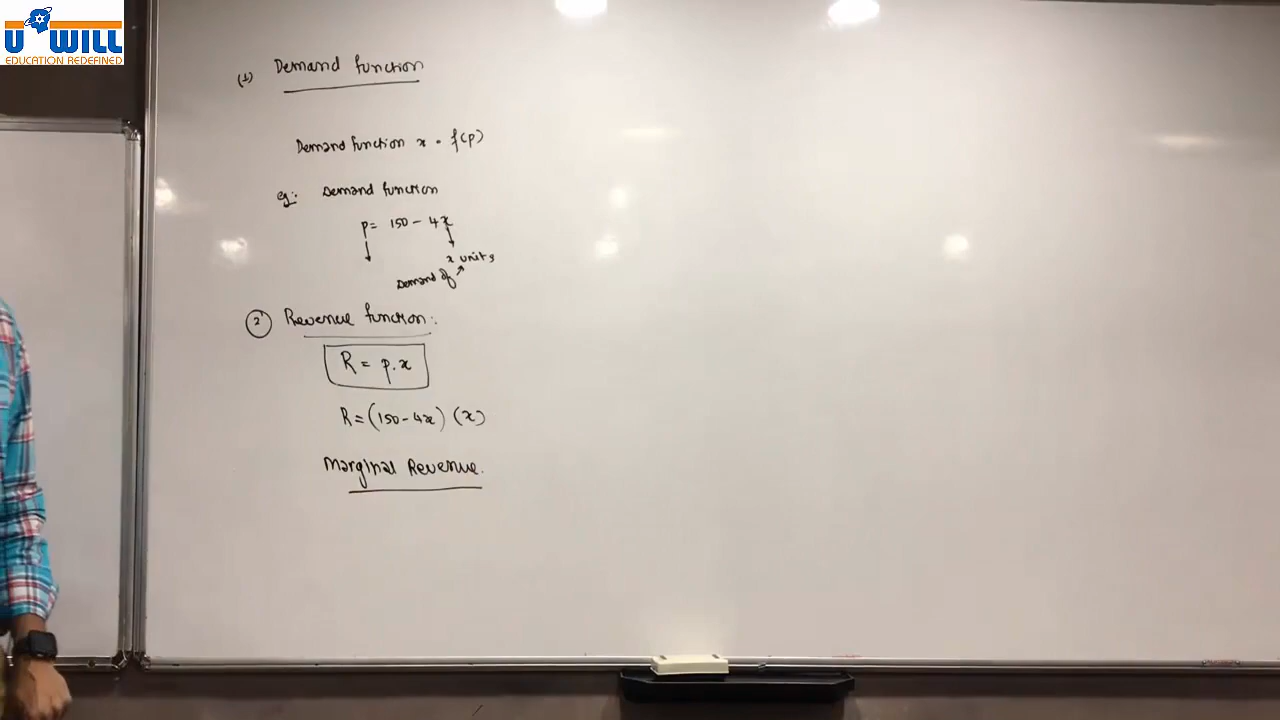 U WILL
EDUCATION REDEFINED
(1) Demand function
Demand function x = f(p)
eg:- Demand function
p = 150 - 4x
x units
Demand of
2 Revenue function:
R = p.x
R = (150-4x) (x)
Marginal Revenue.